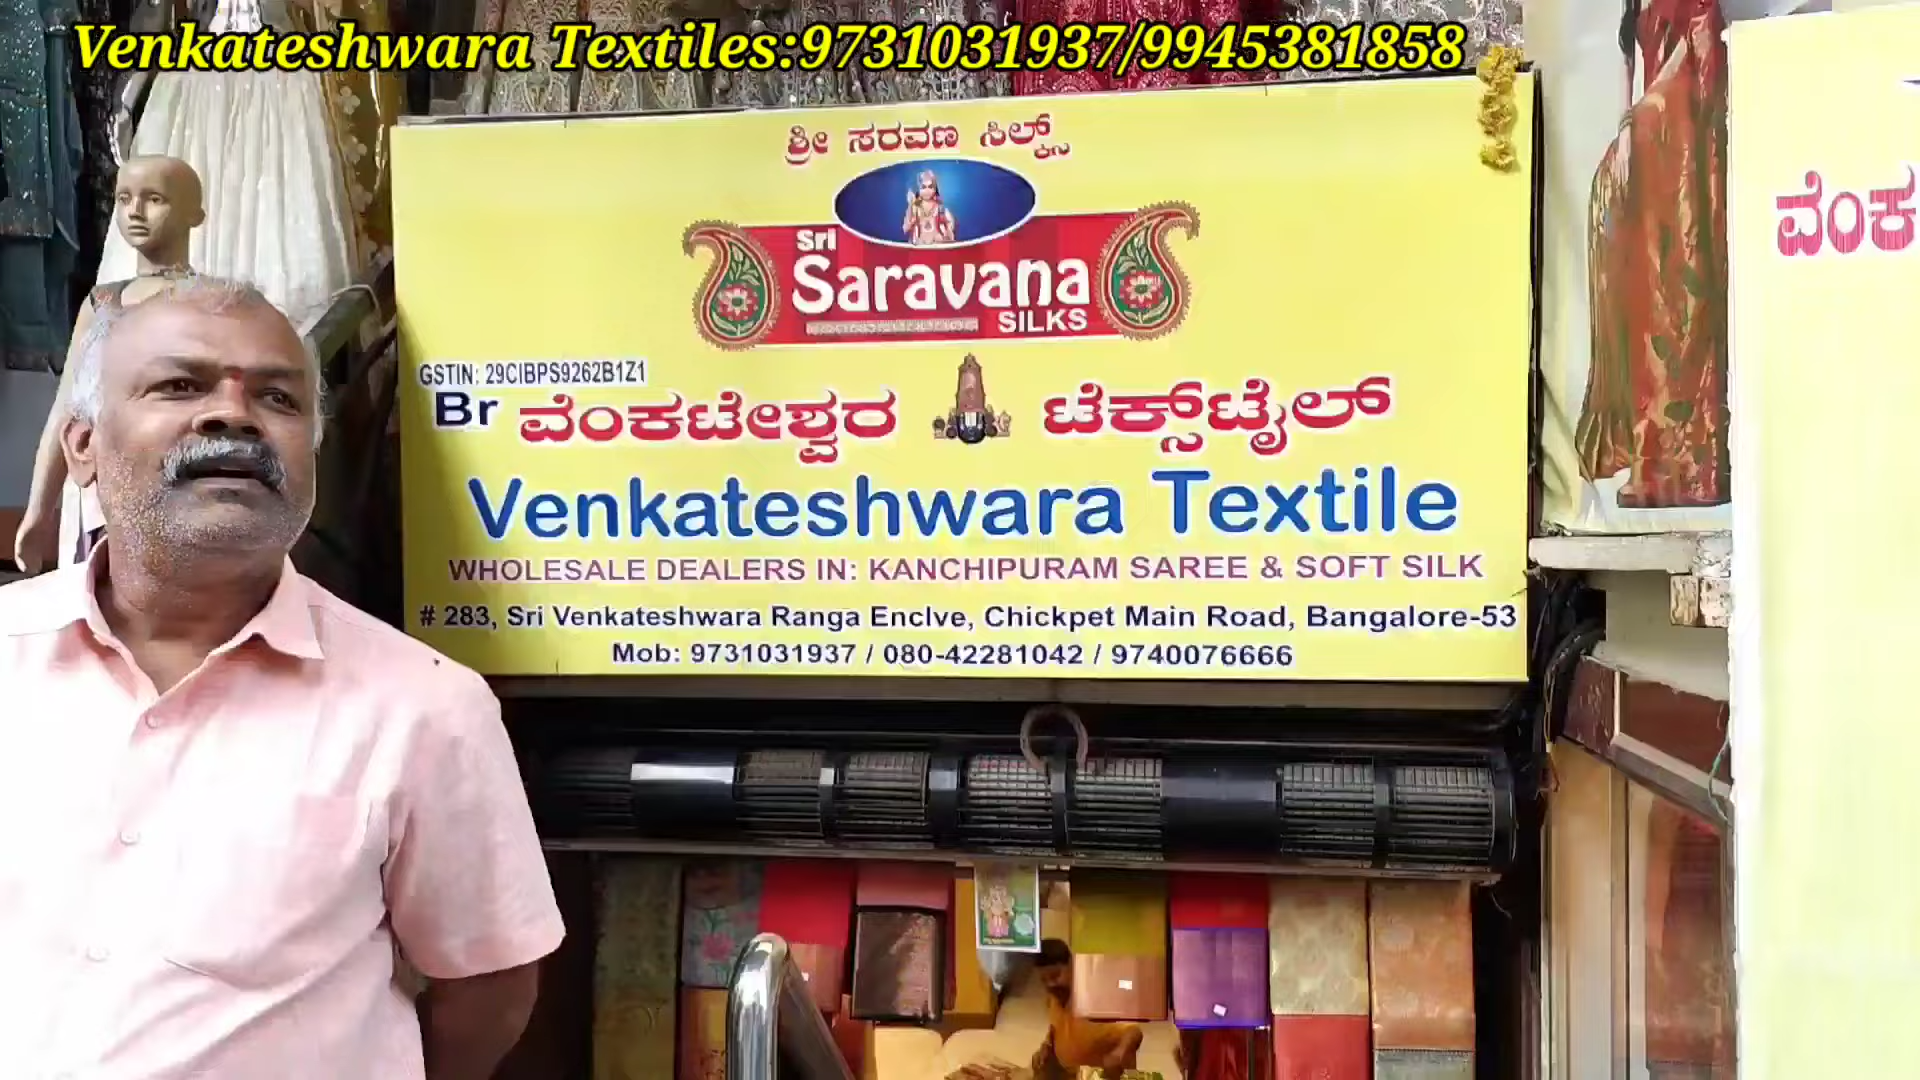 Venkateshwara Textiles:9731031937/9945381858
ಶ್ರೀ ಸರವಣ ಸಿಲ್ಕ್ಸ್
Sri
Saravana
SILKS
GSTIN: 29CIBPS9262B1Z1
Br ವೆಂಕಟೇಶ್ವರ ಟೆಕ್ಸ್‌ಟೈಲ್
Venkateshwara Textile
WHOLESALE DEALERS IN: KANCHIPURAM SAREE & SOFT SILK
# 283, Sri Venkateshwara Ranga Enclve, Chickpet Main Road, Bangalore-53
Mob: 9731031937 / 080-42281042 / 9740076666
ವೆಂಕ